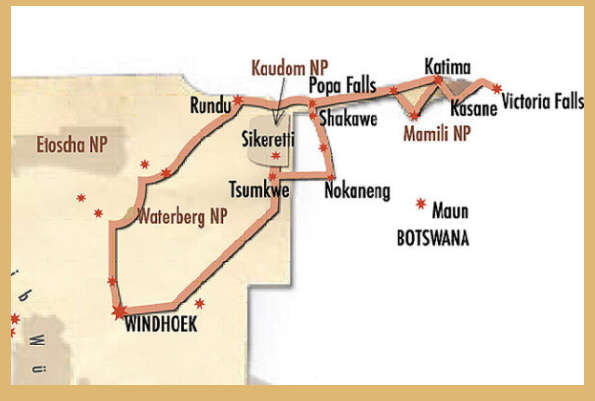 Katima
Kaudom NP
Popa Falls
Rundu
Kasane
Victoria Falls
Shakawe
Mamili NP
Sikeretti
Etoscha NP
Tsumkwe
Nokaneng
Waterberg NP
Maun
BOTSWANA
WINDHOEK
i b
W ü